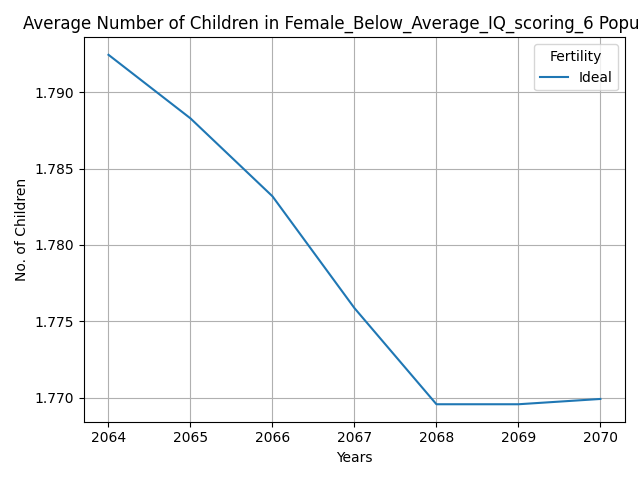 Average Number of Children in Female_Below_Average_IQ_scoring_6 Popu
Fertility
Ideal
1.790
1.785
1.780
1.775
1.770
No. of Children
2064 2065 2066 2067 2068 2069 2070
Years